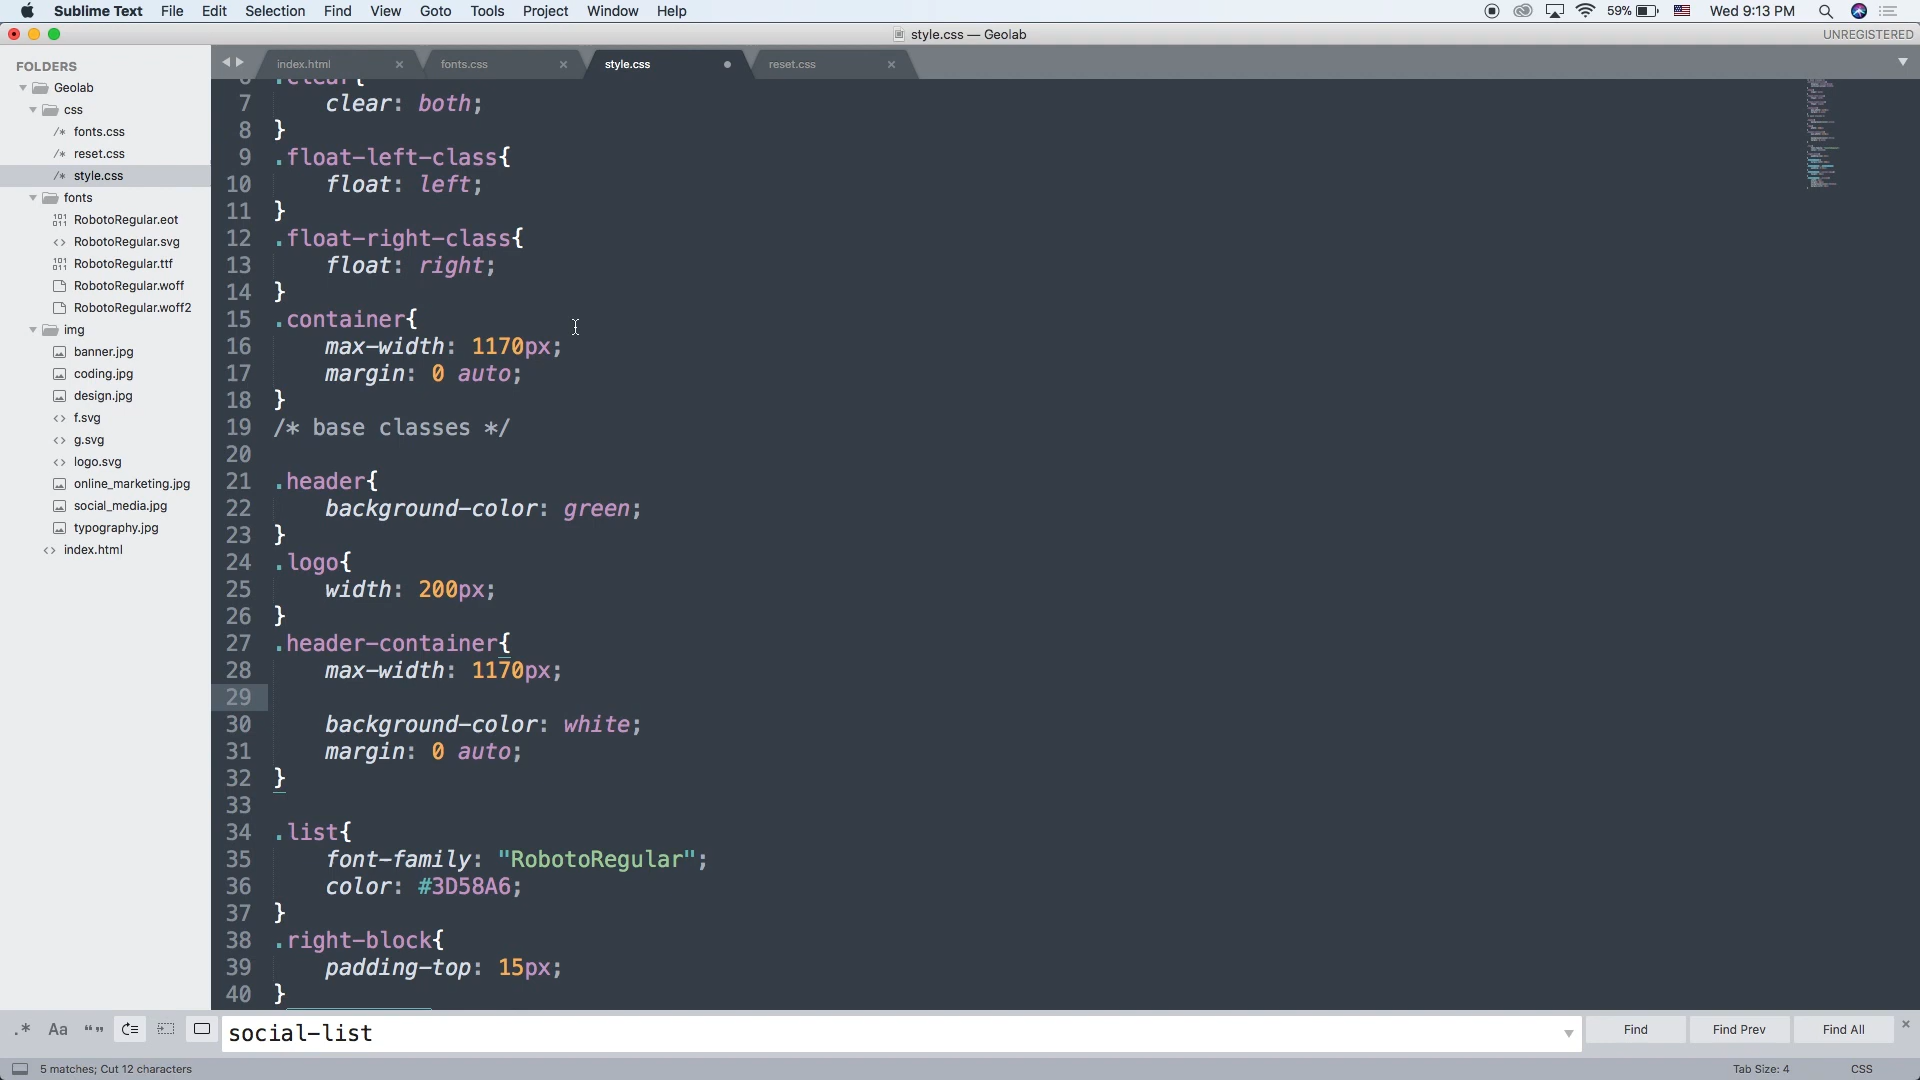 Sublime Text File Edit Selection Find View Goto Tools Project Window Help 59% Wed 9:13 PM
style.css — Geolab UNREGISTERED
FOLDERS
Geolab
css
/* fonts.css
/* reset.css
/* style.css
fonts
RobotoRegular.eot
<> RobotoRegular.svg
RobotoRegular.ttf
RobotoRegular.woff
RobotoRegular.woff2
img
banner.jpg
coding.jpg
design.jpg
<> f.svg
<> g.svg
<> logo.svg
online_marketing.jpg
social_media.jpg
typography.jpg
<> index.html
index.html fonts.css style.css reset.css
6 .clear{
7 clear: both;
8 }
9 .float-left-class{
10 float: left;
11 }
12 .float-right-class{
13 float: right;
14 }
15 .container{
16 max-width: 1170px;
17 margin: 0 auto;
18 }
19 /* base classes */
20
21 .header{
22 background-color: green;
23 }
24 .logo{
25 width: 200px;
26 }
27 .header-container{
28 max-width: 1170px;
29
30 background-color: white;
31 margin: 0 auto;
32 }
33
34 .list{
35 font-family: "RobotoRegular";
36 color: #3D58A6;
37 }
38 .right-block{
39 padding-top: 15px;
40 }
.* Aa “” social-list Find Find Prev Find All
5 matches; Cut 12 characters Tab Size: 4 CSS